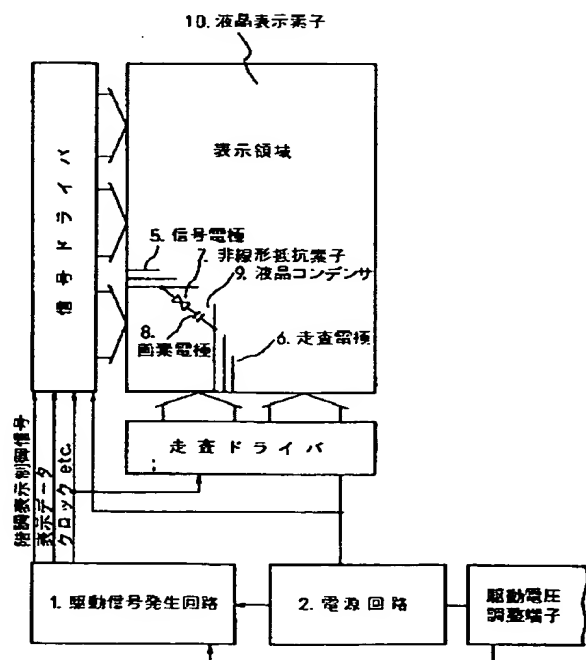 10. 液晶表示素子
信号ドライバ
表示領域
5. 信号電極
7. 非線形抵抗素子
9. 液晶コンデンサ
8.
画素電極
6. 走査電極
走査ドライバ
階調表示制御信号
表示データ
クロック etc.
1. 駆動信号発生回路
2. 電源回路
駆動電圧
調整端子